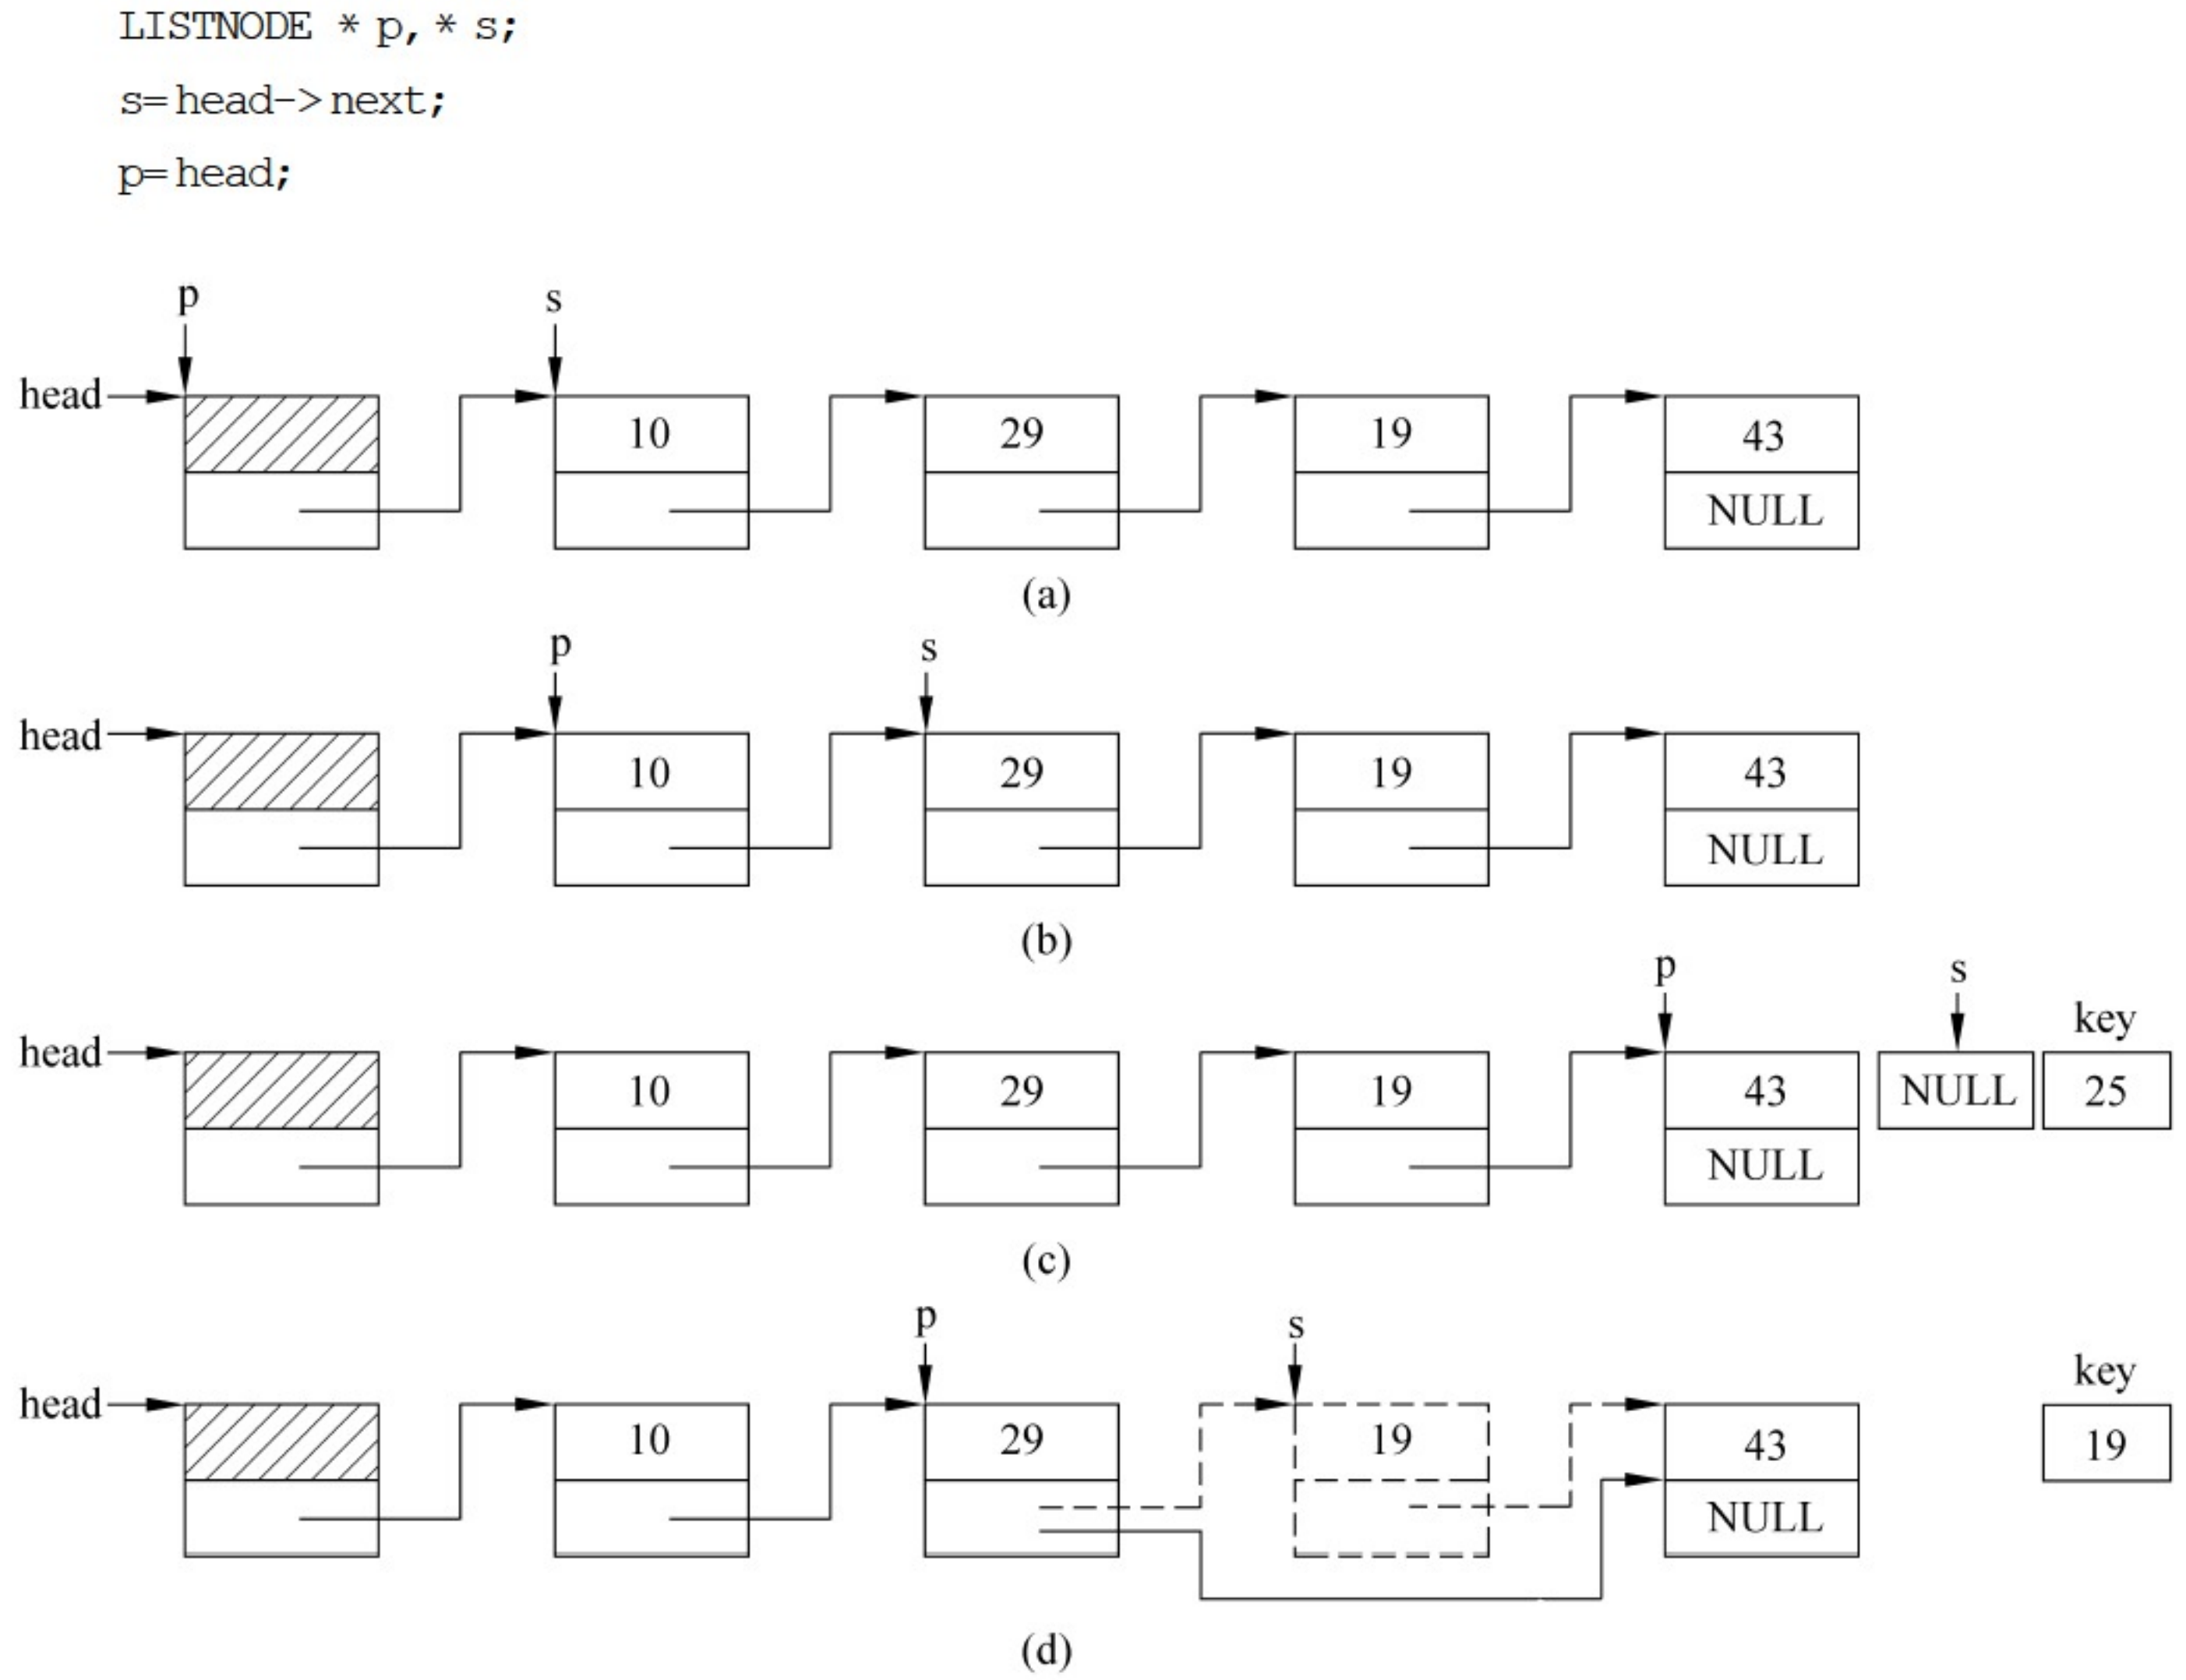 LISTNODE * p, * s;
s=head->next;
p=head;
p s
head 10 29 19 43
NULL
(a)
p s
head 10 29 19 43
NULL
(b)
p s key
head 10 29 19 43 NULL 25
NULL
(c)
p s key
head 10 29 19 43 19
NULL
(d)